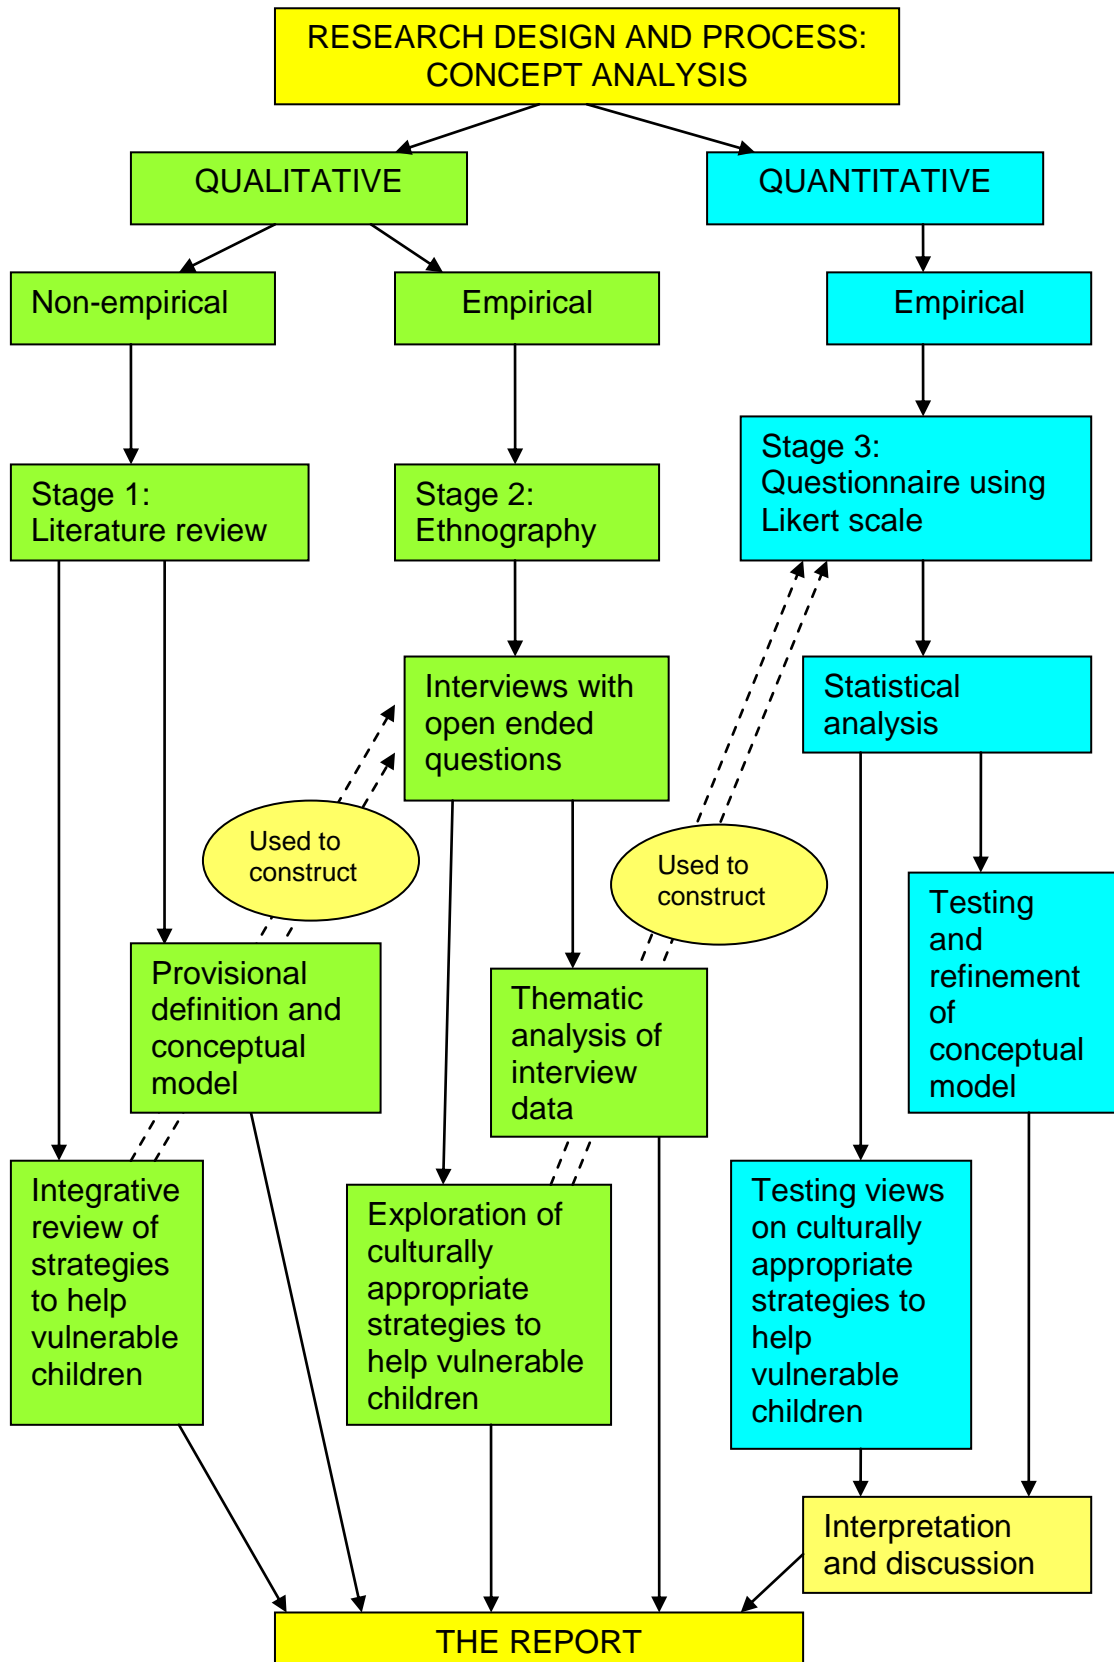 RESEARCH DESIGN AND PROCESS:
CONCEPT ANALYSIS
QUALITATIVE
QUANTITATIVE
Non-empirical
Empirical
Empirical
Stage 1:
Literature review
Stage 2:
Ethnography
Stage 3:
Questionnaire using
Likert scale
Interviews with
open ended
questions
Statistical
analysis
Used to
construct
Used to
construct
Provisional
definition and
conceptual
model
Thematic
analysis of
interview
data
Testing
and
refinement
of
conceptual
model
Integrative
review of
strategies
to help
vulnerable
children
Exploration of
culturally
appropriate
strategies to
help vulnerable
children
Testing views
on culturally
appropriate
strategies to
help
vulnerable
children
Interpretation
and discussion
THE REPORT